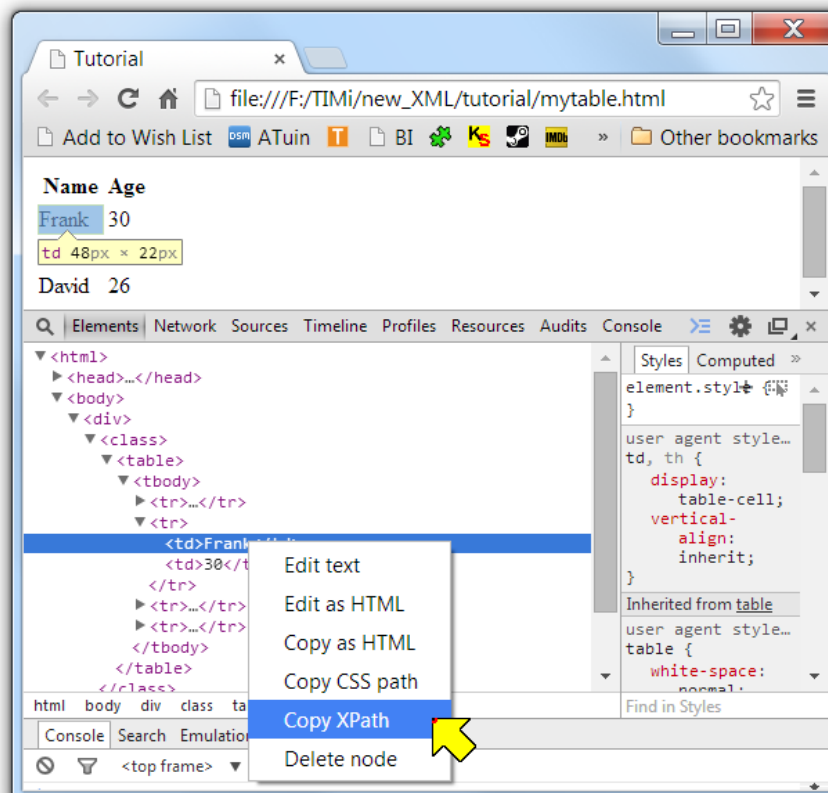 Tutorial ×
file:///F:/TIMi/new_XML/tutorial/mytable.html
Add to Wish List DSM ATuin T BI KS IMDb » Other bookmarks
Name Age
Frank 30
td 48px × 22px
David 26
Elements Network Sources Timeline Profiles Resources Audits Console
▼<html>
▶<head>…</head>
▼<body>
▼<div>
▼<class>
▼<table>
▼<tbody>
▶<tr>…</tr>
▼<tr>
<td>Frank
<td>30</t
</tr>
▶<tr>…</tr>
▶<tr>…</tr>
</tbody>
</table>
</class>
html body div class ta
Edit text
Edit as HTML
Copy as HTML
Copy CSS path
Copy XPath
Delete node
Styles Computed »
element.style {
}
user agent style…
td, th {
display:
table-cell;
vertical-
align:
inherit;
}
Inherited from table
user agent style…
table {
white-space:
normal;
Find in Styles
Console Search Emulation
<top frame> ▼